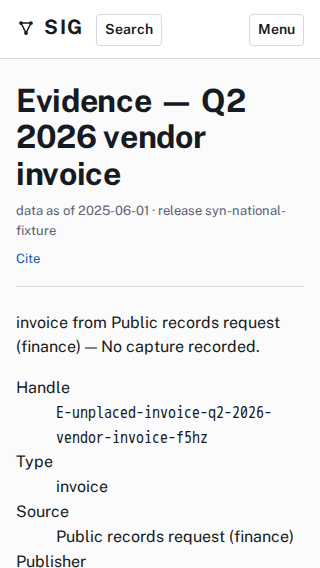 SIG
Search
Menu
Evidence — Q2
2026 vendor
invoice
data as of 2025-06-01 · release syn-national-
fixture
Cite
invoice from Public records request
(finance) — No capture recorded.
Handle
E-unplaced-invoice-q2-2026-
vendor-invoice-f5hz
Type
invoice
Source
Public records request (finance)
Publisher